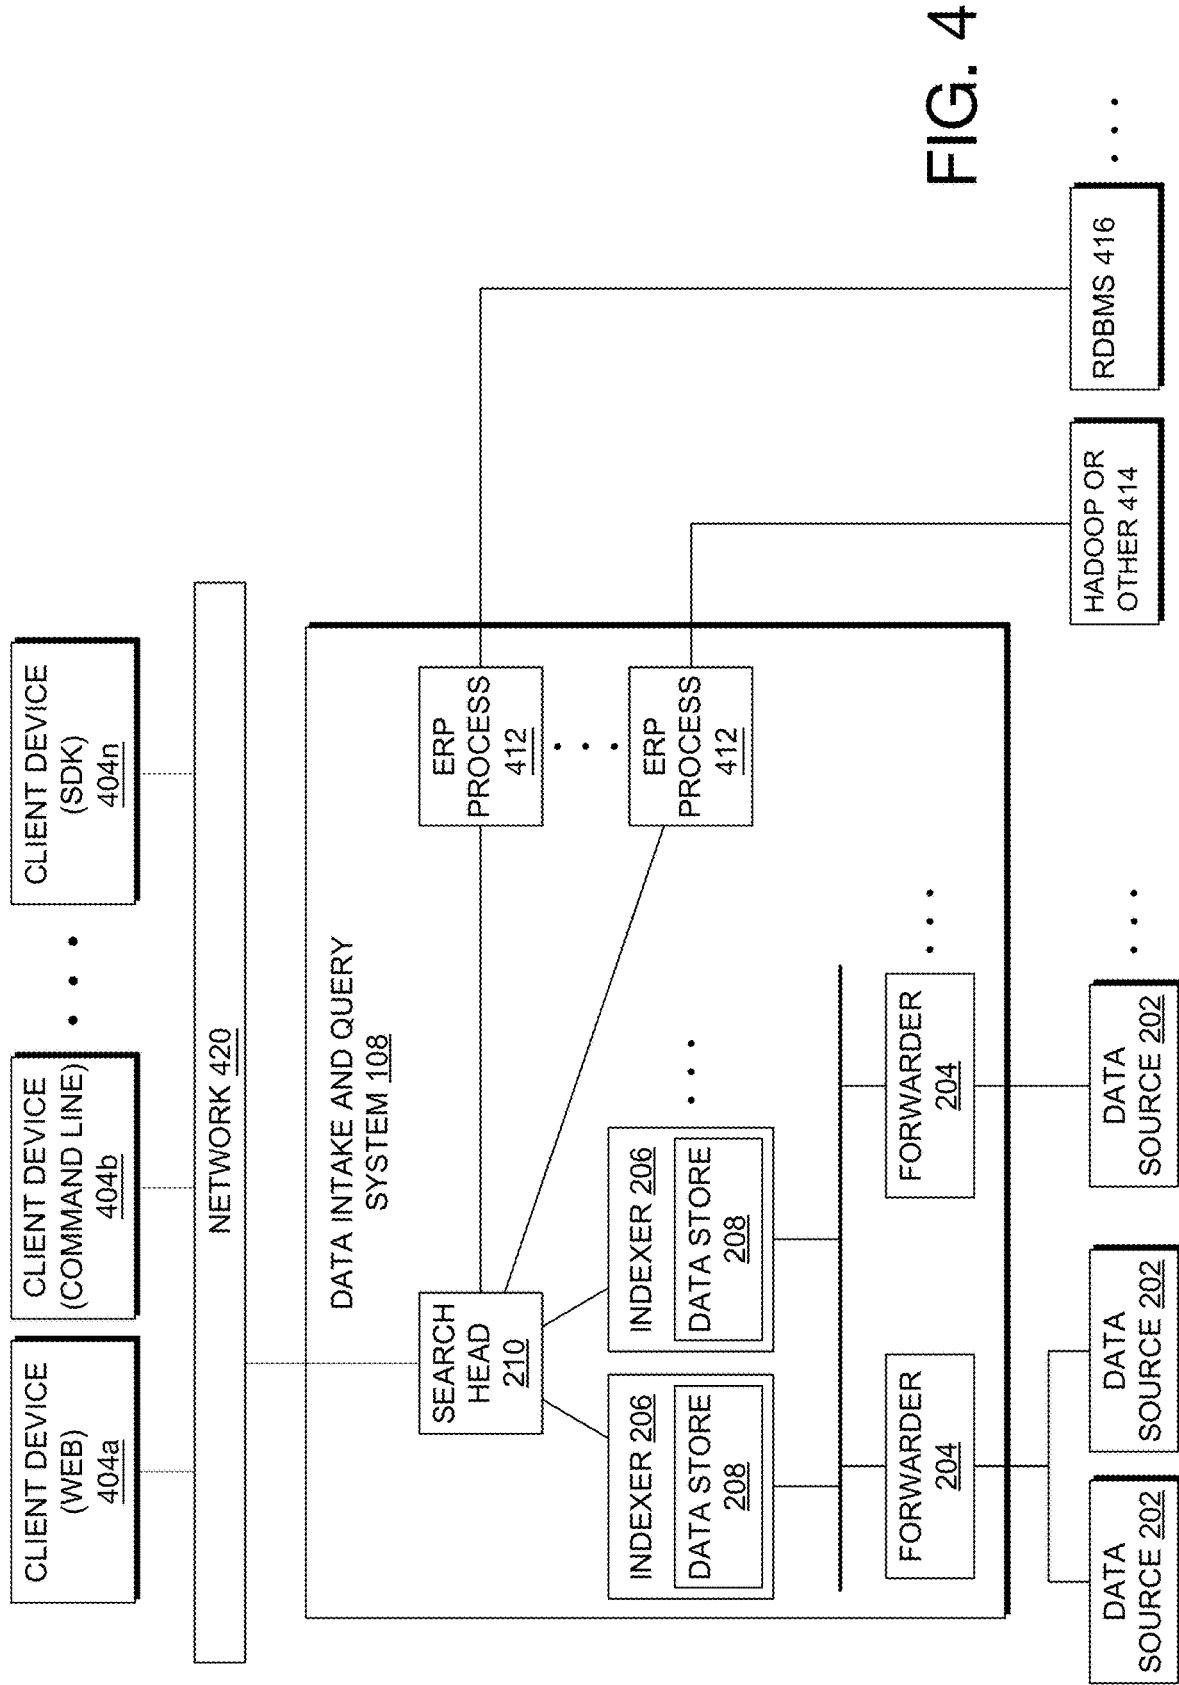 CLIENT DEVICE
(WEB)
404a
CLIENT DEVICE
(COMMAND LINE)
404b
CLIENT DEVICE
(SDK)
404n
NETWORK 420
DATA INTAKE AND QUERY
SYSTEM 108
SEARCH
HEAD
210
ERP
PROCESS
412
INDEXER 206
DATA STORE
208
INDEXER 206
DATA STORE
208
ERP
PROCESS
412
FORWARDER
204
FORWARDER
204
DATA
SOURCE 202
DATA
SOURCE 202
DATA
SOURCE 202
HADOOP OR
OTHER 414
RDBMS 416
FIG. 4